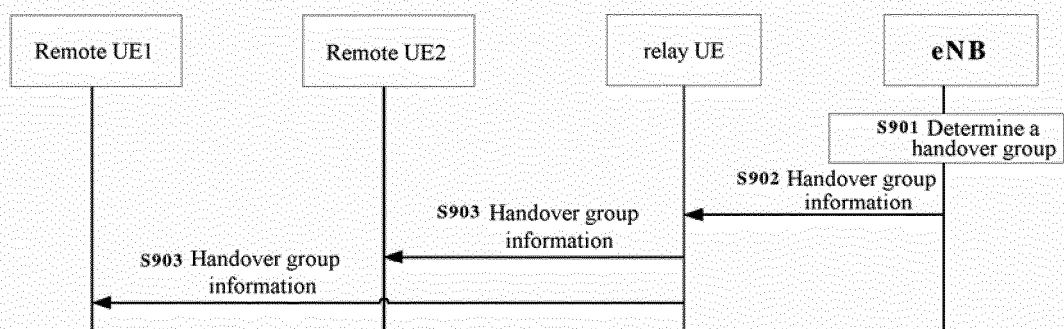 Remote UE1
Remote UE2
relay UE
eNB
S901 Determine a
handover group
S902 Handover group
information
S903 Handover group
information
S903 Handover group
information